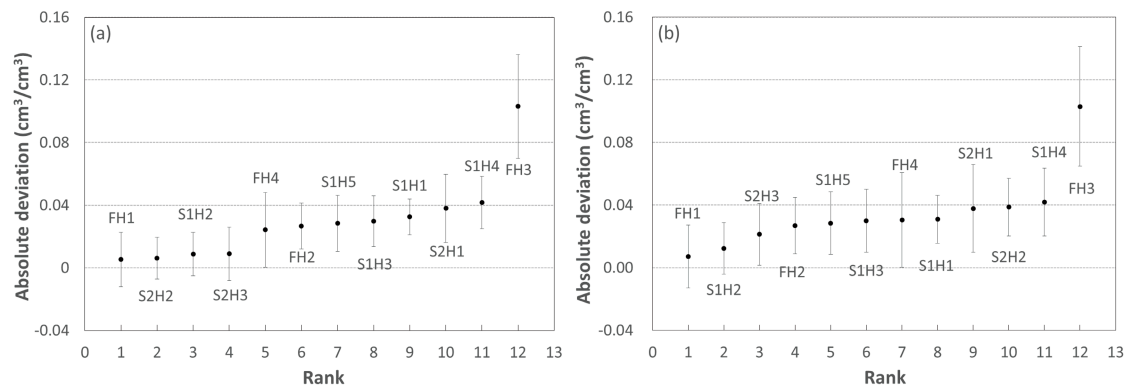 (a)
Absolute deviation (cm³/cm³)
0.16
0.12
0.08
0.04
0
-0.04
FH1
S2H2
S1H2
S2H3
FH4
FH2
S1H5
S1H3
S1H1
S2H1
S1H4
FH3
0 1 2 3 4 5 6 7 8 9 10 11 12 13
Rank
(b)
Absolute deviation (cm³/cm³)
0.16
0.12
0.08
0.04
0.00
-0.04
FH1
S1H2
S2H3
FH2
S1H5
S1H3
FH4
S1H1
S2H1
S2H2
S1H4
FH3
0 1 2 3 4 5 6 7 8 9 10 11 12 13
Rank